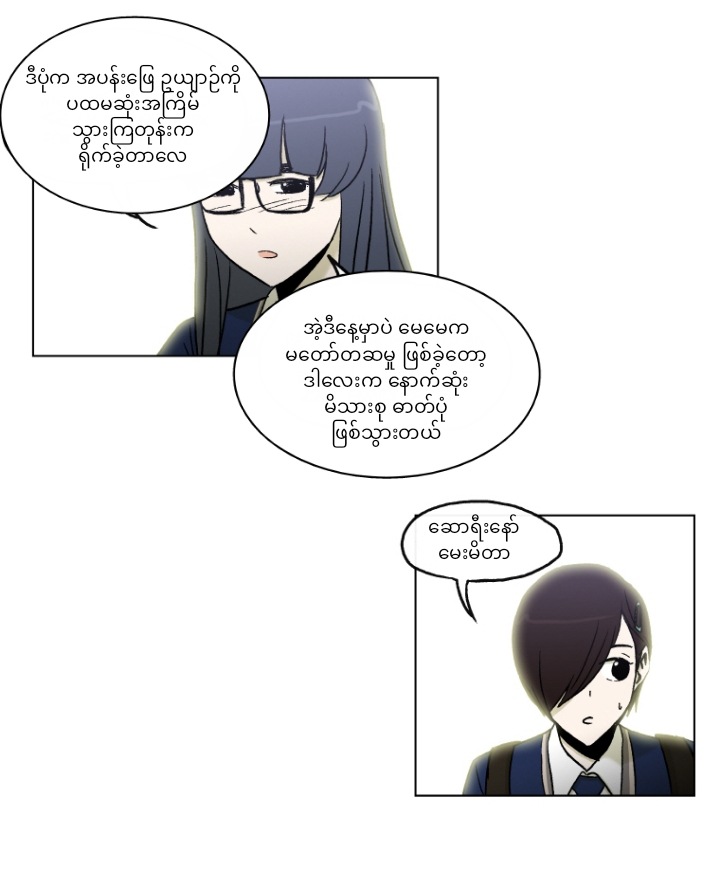 ဒီပုံက အပန်းဖြေ ဥယျာဉ်ကို
ပထမဆုံးအကြိမ်
သွားကြတုန်းက
ရိုက်ခဲ့တာလေ
အဲ့ဒီနေ့မှာပဲ မေမေက
မတော်တဆမှု ဖြစ်ခဲ့တော့
ဒါလေးက နောက်ဆုံး
မိသားစု ဓာတ်ပုံ
ဖြစ်သွားတယ်
ဆောရီးနော်
မေးမိတာ